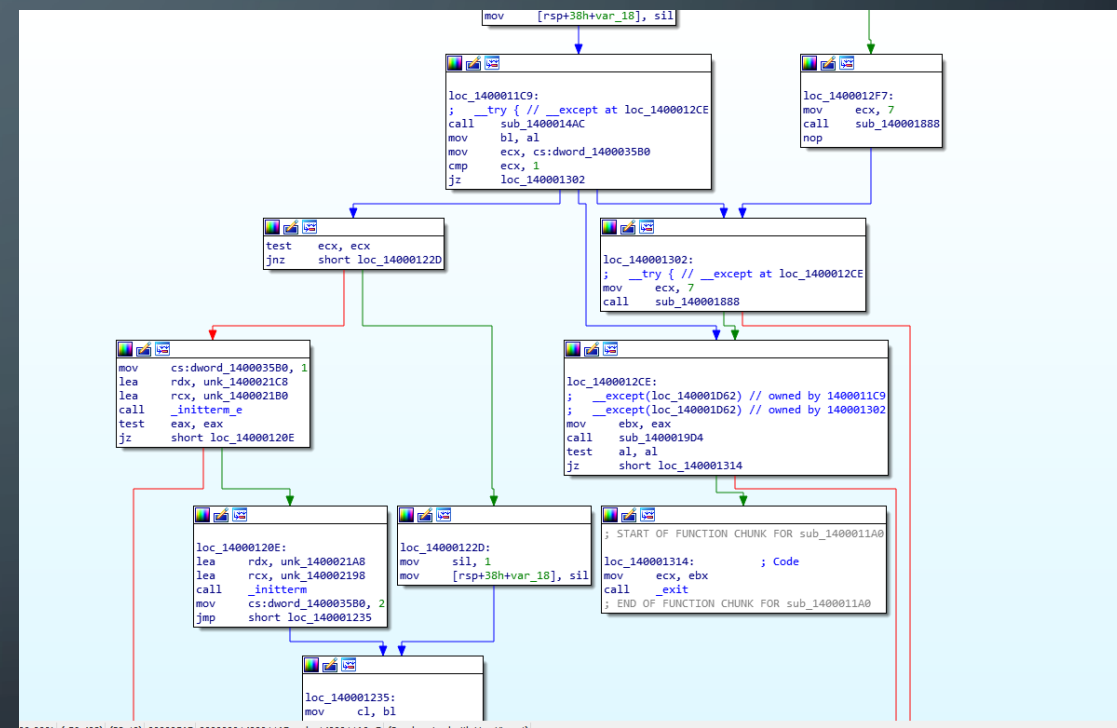 mov [rsp+38h+var_18], sil
loc_1400011C9:
; __try { // __except at loc_1400012CE
call sub_1400014AC
mov bl, al
mov ecx, cs:dword_1400035B0
cmp ecx, 1
jz loc_140001302
loc_1400012F7:
mov ecx, 7
call sub_140001888
nop
test ecx, ecx
jnz short loc_14000122D
loc_140001302:
; __try { // __except at loc_1400012CE
mov ecx, 7
call sub_140001888
mov cs:dword_1400035B0, 1
lea rdx, unk_1400021C8
lea rcx, unk_1400021B0
call _initterm_e
test eax, eax
jz short loc_14000120E
loc_1400012CE:
; __except(loc_140001D62) // owned by 1400011C9
; __except(loc_140001D62) // owned by 140001302
mov ebx, eax
call sub_1400019D4
test al, al
jz short loc_140001314
loc_14000120E:
lea rdx, unk_1400021A8
lea rcx, unk_140002198
call _initterm
mov cs:dword_1400035B0, 2
jmp short loc_140001235
loc_14000122D:
mov sil, 1
mov [rsp+38h+var_18], sil
; START OF FUNCTION CHUNK FOR sub_1400011A0
loc_140001314: ; Code
mov ecx, ebx
call _exit
; END OF FUNCTION CHUNK FOR sub_1400011A0
loc_140001235:
mov cl, bl